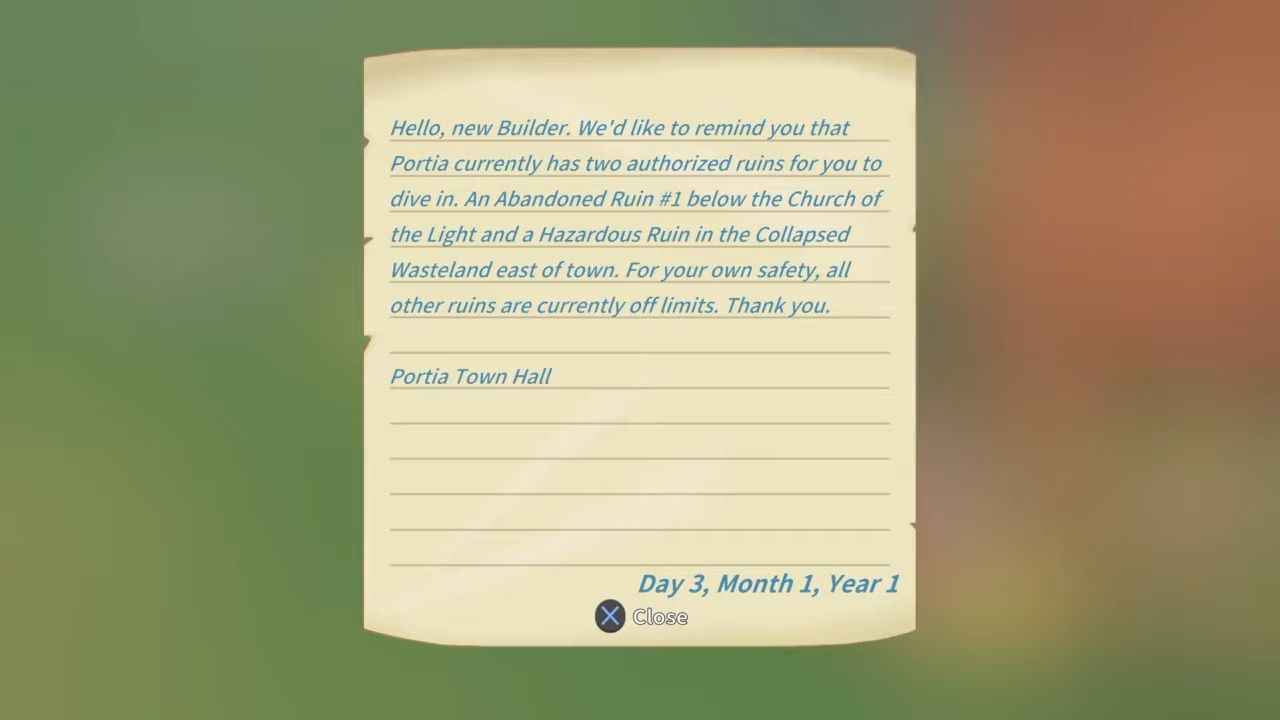 Hello, new Builder. We'd like to remind you that
Portia currently has two authorized ruins for you to
dive in. An Abandoned Ruin #1 below the Church of
the Light and a Hazardous Ruin in the Collapsed
Wasteland east of town. For your own safety, all
other ruins are currently off limits. Thank you.
Portia Town Hall
Day 3, Month 1, Year 1
Close